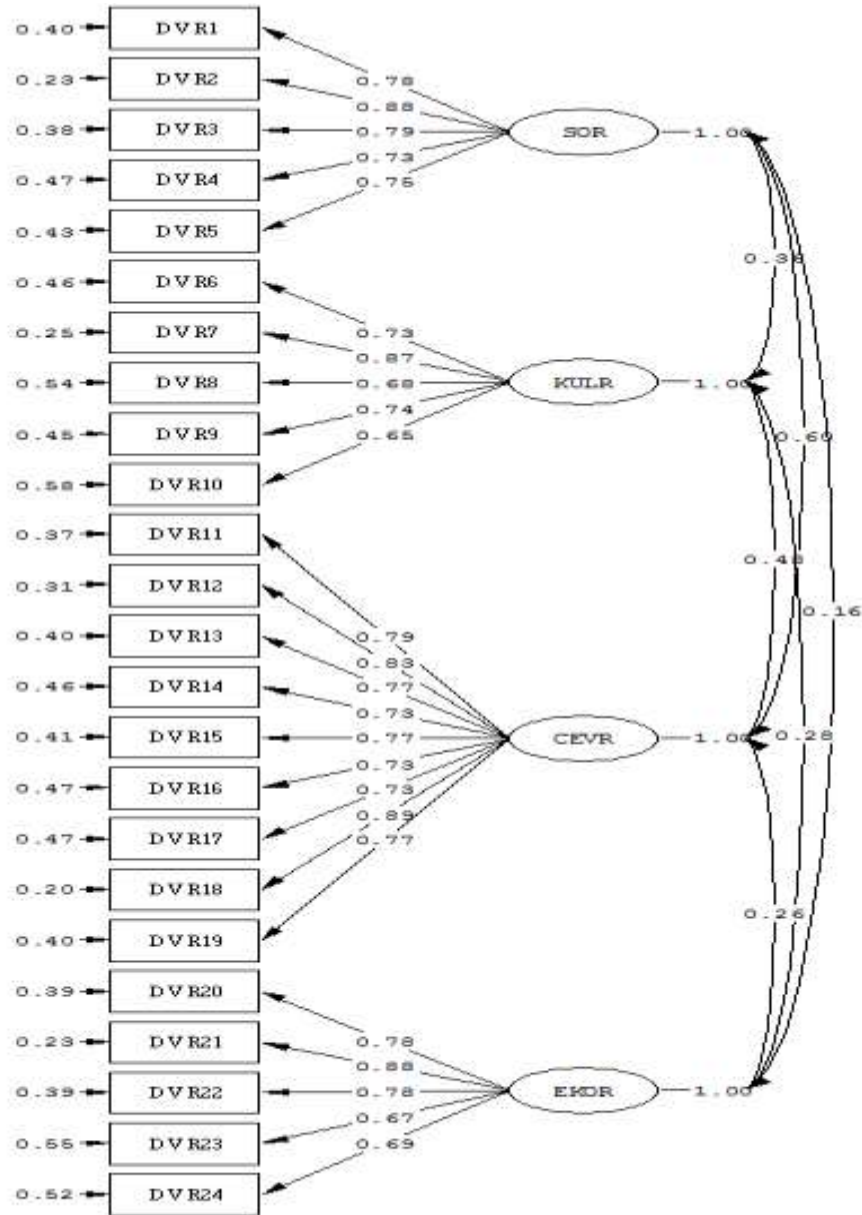 0.40 DVR1
0.78
0.23 DVR2
0.88
0.38 DVR3 0.79 SOR 1.00
0.73
0.47 DVR4
0.75
0.43 DVR5
0.46 DVR6
0.73
0.25 DVR7
0.87
0.54 DVR8 0.68 KULR 1.00
0.74
0.45 DVR9 0.60
0.65
0.58 DVR10
0.37 DVR11
0.31 DVR12
0.16
0.79
0.40 DVR13
0.83
0.77
0.46 DVR14
0.73
0.41 DVR15 0.77 CEVR 1.00 0.28
0.73
0.47 DVR16
0.73
0.89
0.47 DVR17
0.77
0.20 DVR18
0.26
0.40 DVR19
0.39 DVR20
0.78
0.23 DVR21
0.88
0.39 DVR22 0.78 EKOR 1.00
0.67
0.55 DVR23
0.69
0.52 DVR24